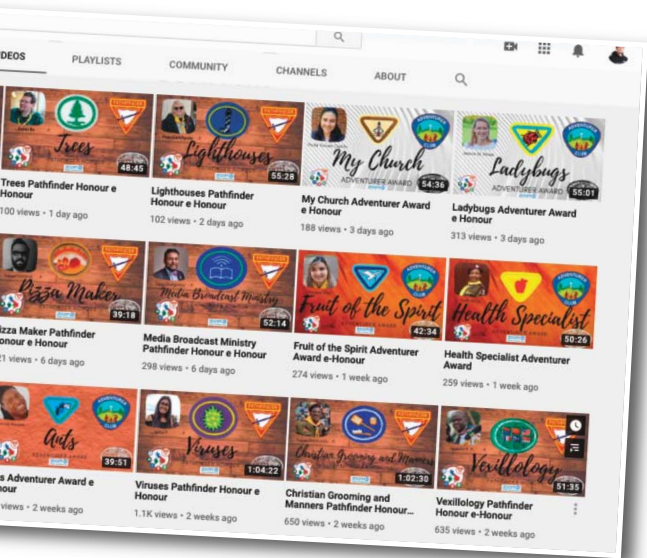 DEOS PLAYLISTS COMMUNITY CHANNELS ABOUT
Trees
48:45
Lighthouses
55:28
My Church
ADVENTURER AWARD
54:36
Ladybugs
ADVENTURER AWARD
55:01
Trees Pathfinder Honour e
Honour
100 views • 1 day ago
Lighthouses Pathfinder
Honour e Honour
102 views • 2 days ago
My Church Adventurer Award
e Honour
188 views • 3 days ago
Ladybugs Adventurer Award
e Honour
313 views • 3 days ago
Pizza Maker
39:18
Media Broadcast Ministry
52:14
Fruit of the Spirit
42:34
Health Specialist
50:26
izza Maker Pathfinder
onour e Honour
21 views • 6 days ago
Media Broadcast Ministry
Pathfinder Honour e Honour
298 views • 6 days ago
Fruit of the Spirit Adventurer
Award e-Honour
274 views • 1 week ago
Health Specialist Adventurer
Award
259 views • 1 week ago
Ants
ADVENTURER AWARD
39:51
Viruses
1:04:22
Christian Grooming and Manners
1:02:30
Vexillology
51:35
s Adventurer Award e
nour
views • 2 weeks ago
Viruses Pathfinder Honour e
Honour
1.1K views • 2 weeks ago
Christian Grooming and
Manners Pathfinder Honour...
650 views • 2 weeks ago
Vexillology Pathfinder
Honour e-Honour
635 views • 2 weeks ago